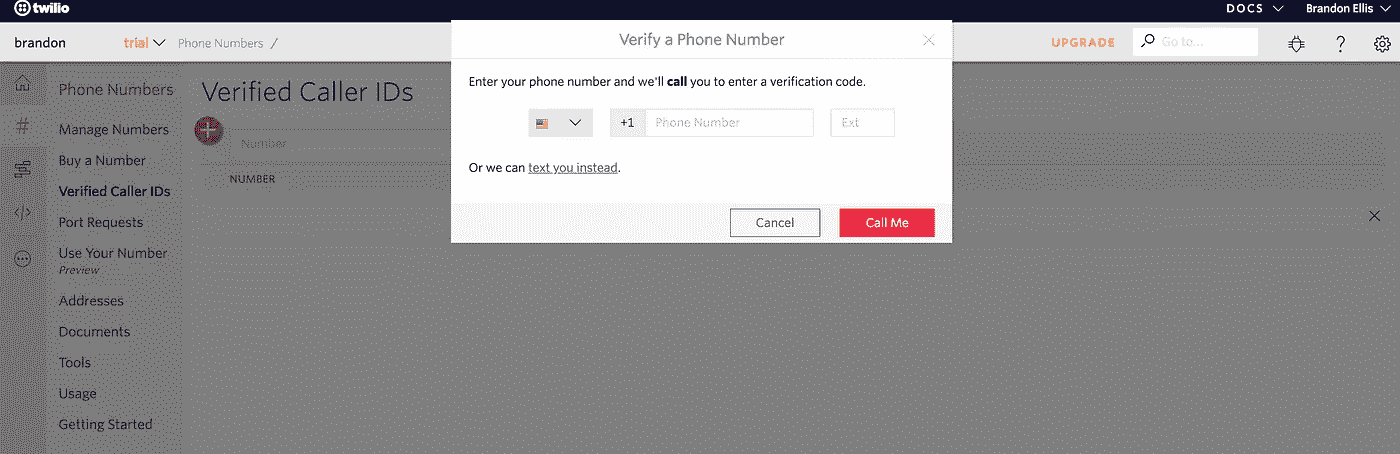 twilio DOCS Brandon Ellis
brandon trial Phone Numbers / UPGRADE Go to... ?
Verify a Phone Number
Enter your phone number and we'll call you to enter a verification code.
+1 Phone Number Ext
Or we can text you instead.
Cancel Call Me
Phone Numbers
Manage Numbers
Buy a Number
Verified Caller IDs
Port Requests
Use Your Number
Preview
Addresses
Documents
Tools
Usage
Getting Started
Verified Caller IDs
Number
NUMBER